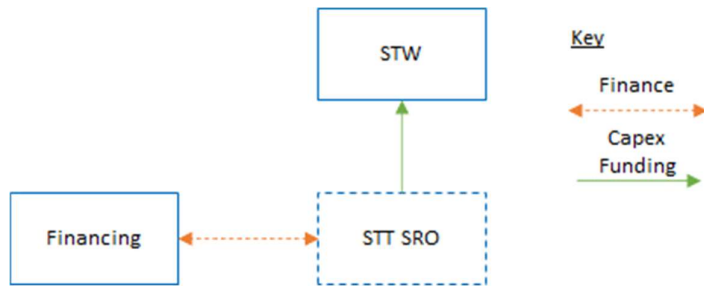 STW
Key
Finance
Capex
Funding
Financing
STT SRO